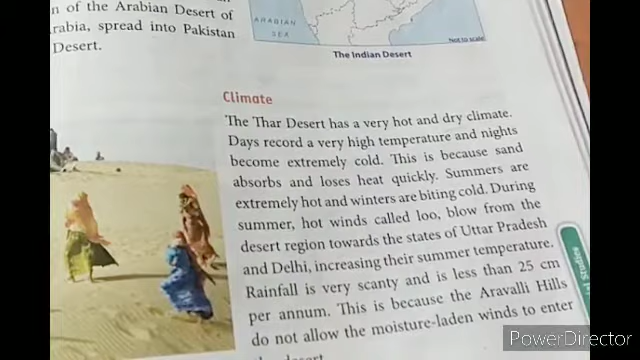 n of the Arabian Desert of
rabia, spread into Pakistan
Desert.
ARABIAN
SEA
Not to scale
The Indian Desert
Climate
The Thar Desert has a very hot and dry climate.
Days record a very high temperature and nights
become extremely cold. This is because sand
absorbs and loses heat quickly. Summers are
extremely hot and winters are biting cold. During
summer, hot winds called loo, blow from the
desert region towards the states of Uttar Pradesh
and Delhi, increasing their summer temperature.
Rainfall is very scanty and is less than 25 cm
per annum. This is because the Aravalli Hills
do not allow the moisture-laden winds to enter
desert
Studies
PowerDirector